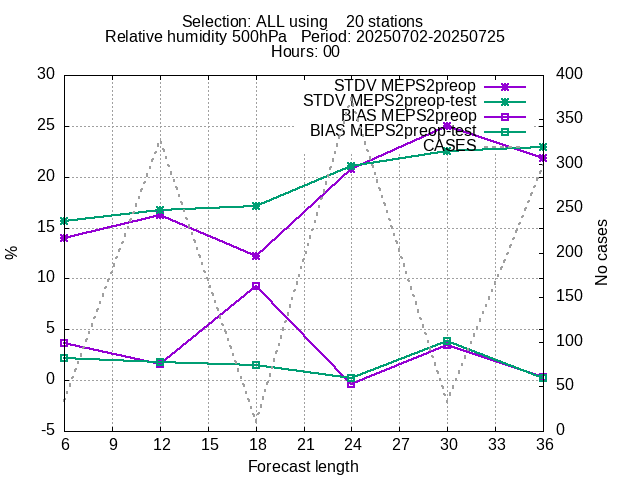 Selection: ALL using 20 stations
Relative humidity 500hPa Period: 20250702-20250725
Hours: 00
30 400
STDV MEPS2preop
STDV MEPS2preop-test
BIAS MEPS2preop
BIAS MEPS2preop-test
CASES
25 350
20 300
15 250
10 200
5 150
0 100
-5 50
0
%
No cases
6 9 12 15 18 21 24 27 30 33 36
Forecast length